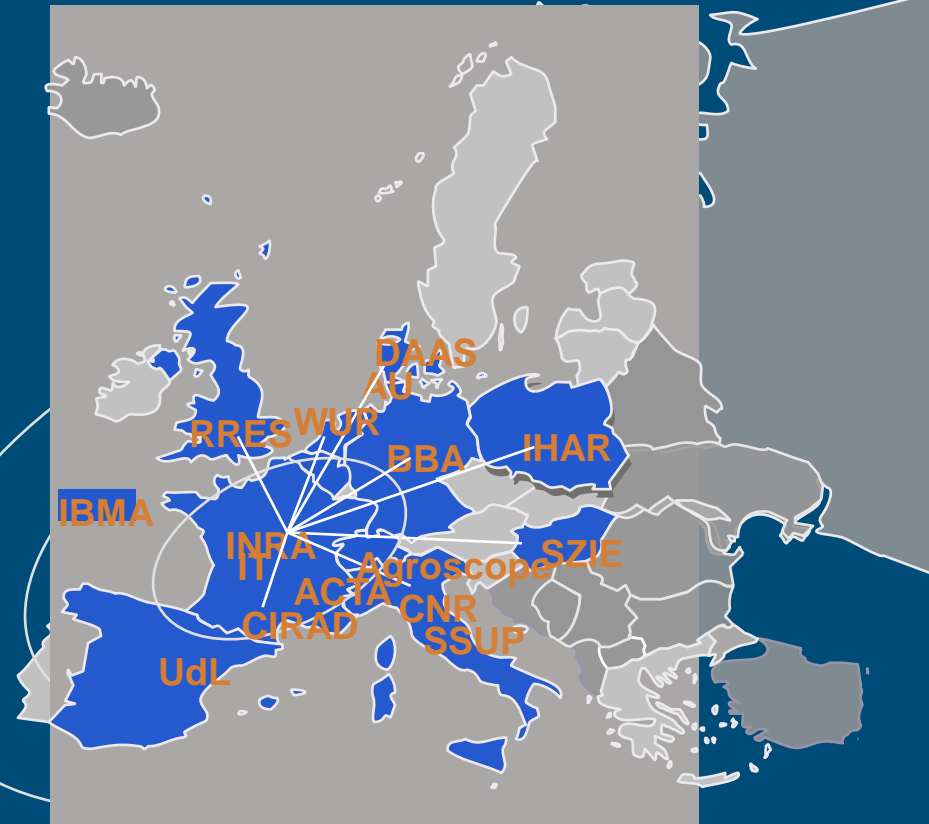 DAAS
AU
WUR
RRES
IHAR
BBA
IBMA
INRA
SZIE
IT
Agroscope
ACTA
CNR
CIRAD
SSUP
UdL